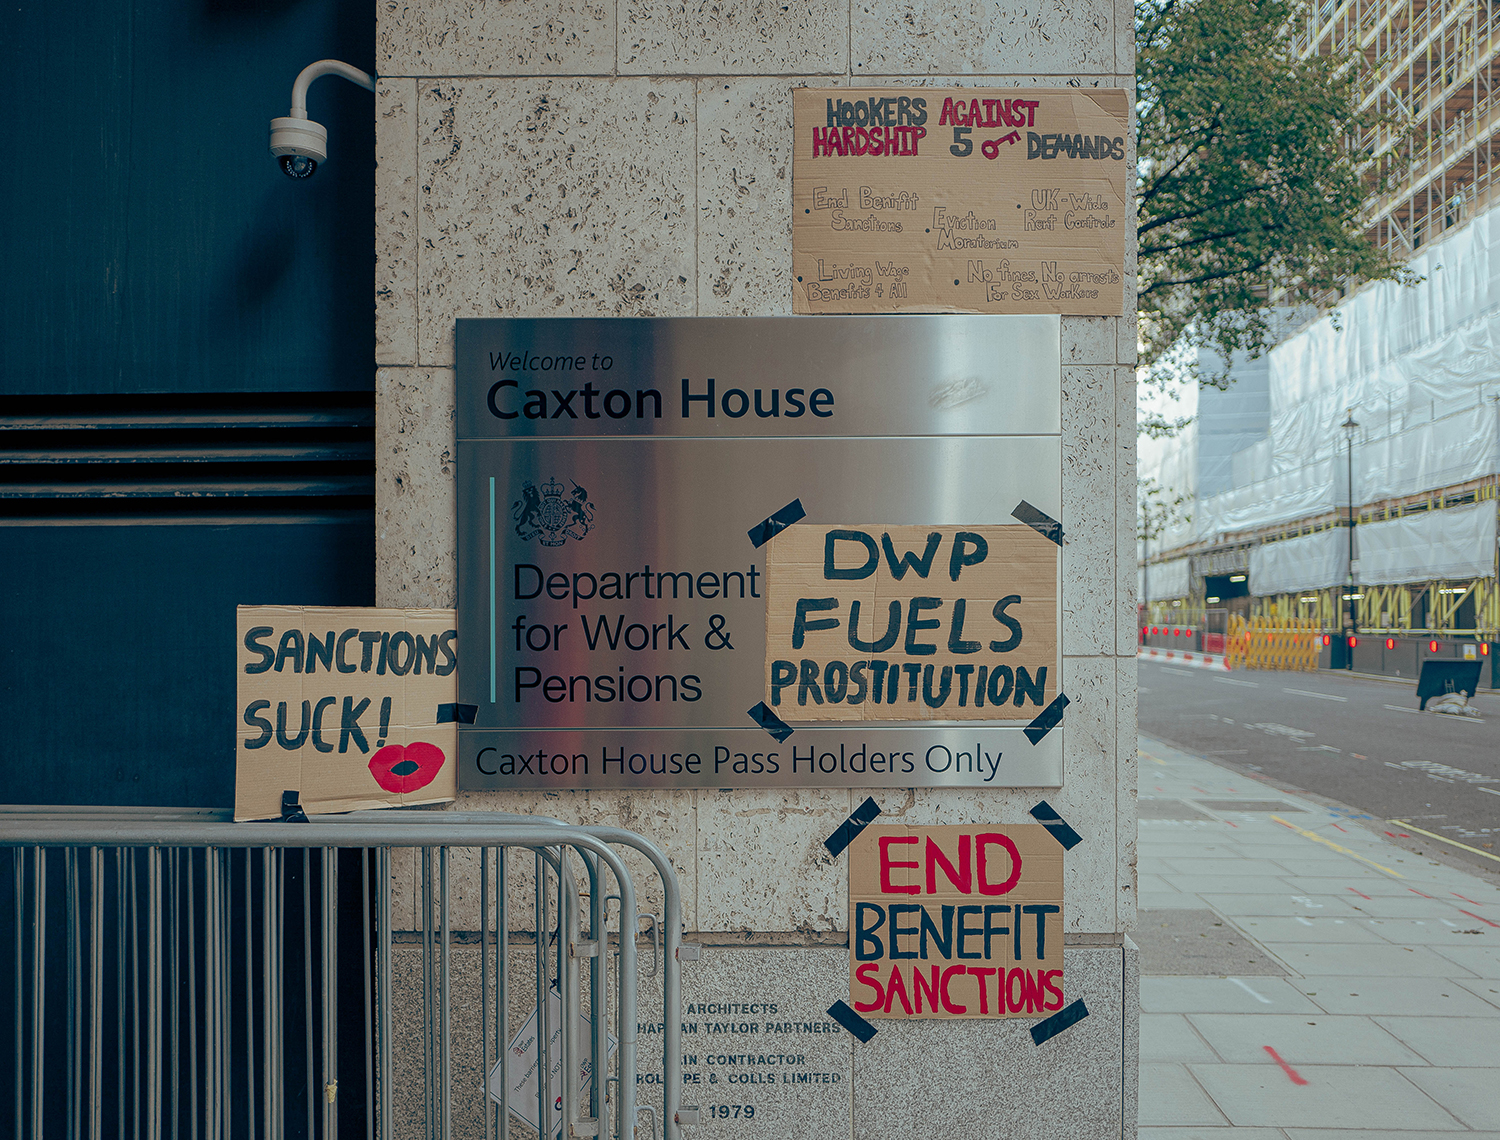 HOOKERS AGAINST
HARDSHIP 5 DEMANDS
End Benifit
Sanctions
Eviction
Moratorium
UK-Wide
Rent Controls
Living Wage
Benefits 4 All
No fines, No arrests
For Sex Workers
Welcome to
Caxton House
Department
for Work &
Pensions
DWP
FUELS
PROSTITUTION
SANCTIONS
SUCK!
Caxton House Pass Holders Only
END
BENEFIT
SANCTIONS
ARCHITECTS
TAYLOR PARTNERS
CONTRACTOR
& COLLS LIMITED
1979